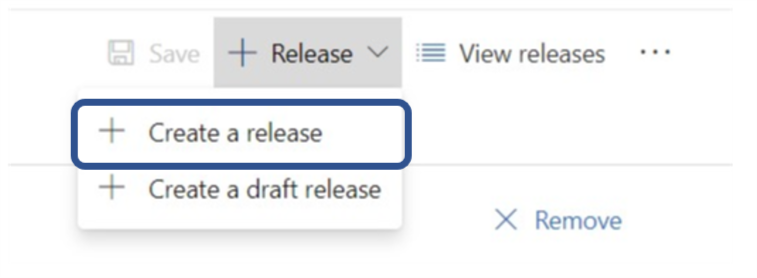 Save Release View releases ...
Create a release
Create a draft release
Remove